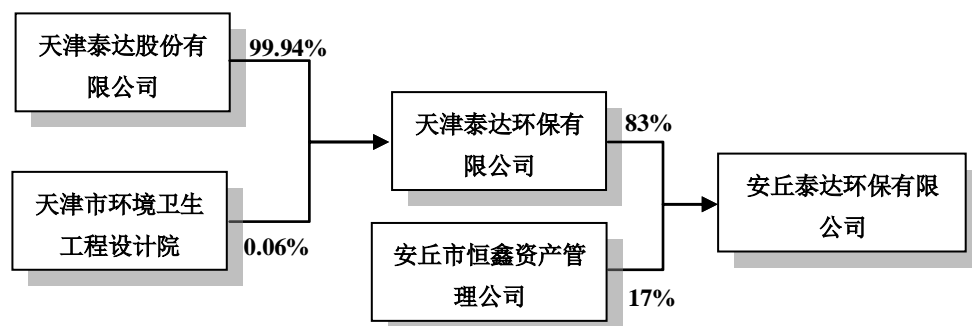 天津泰达股份有
限公司
99.94%
天津市环境卫生
工程设计院
0.06%
天津泰达环保有
限公司
83%
安丘市恒鑫资产管
理公司
17%
安丘泰达环保有限
公司